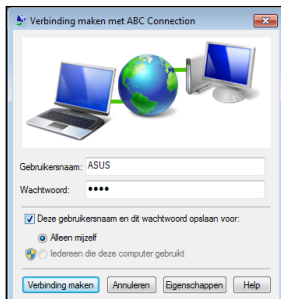 Verbinding maken met ABC Connection
Gebruikersnaam: ASUS
Wachtwoord: ••••
Deze gebruikersnaam en dit wachtwoord opslaan voor:
Alleen mijzelf
Iedereen die deze computer gebruikt
Verbinding maken Annuleren Eigenschappen Help